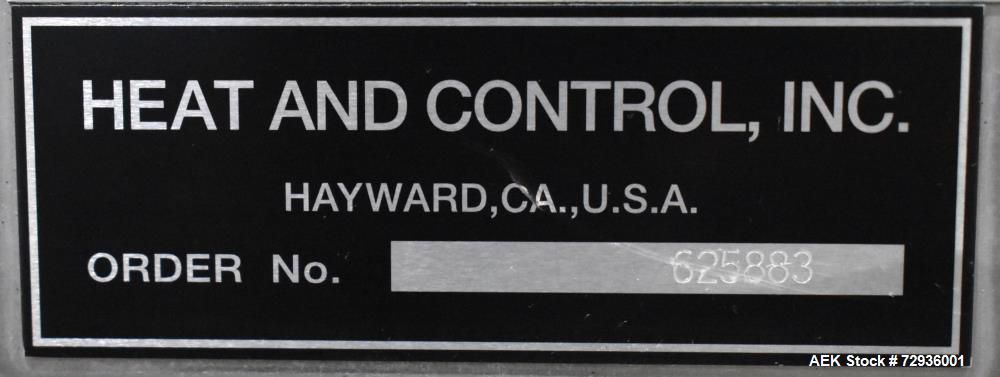 HEAT AND CONTROL, INC.
HAYWARD,CA.,U.S.A.
ORDER No. 625883
AEK Stock # 72936001